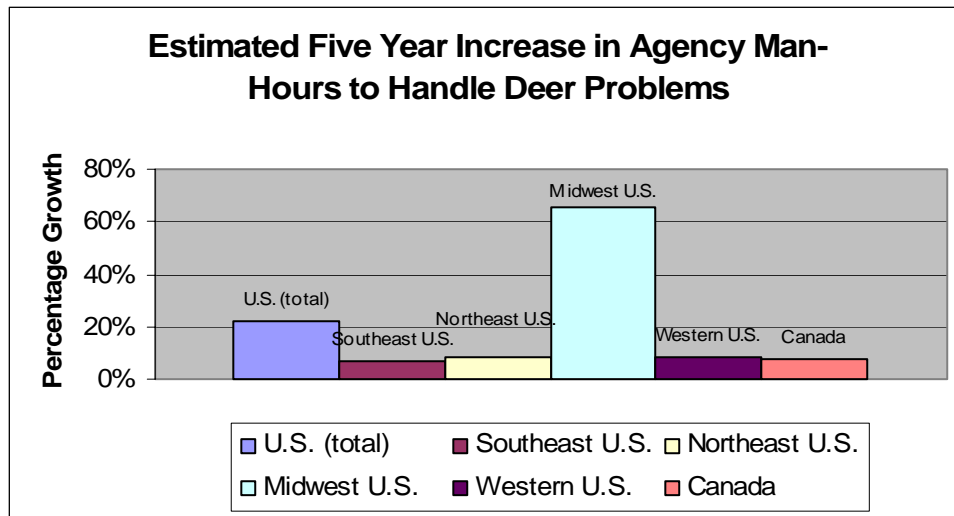 Estimated Five Year Increase in Agency Man-
Hours to Handle Deer Problems
Percentage Growth
80%
60%
40%
20%
0%
U.S. (total)
Southeast U.S.
Northeast U.S.
Midwest U.S.
Western U.S.
Canada
U.S. (total) Southeast U.S. Northeast U.S.
Midwest U.S. Western U.S. Canada